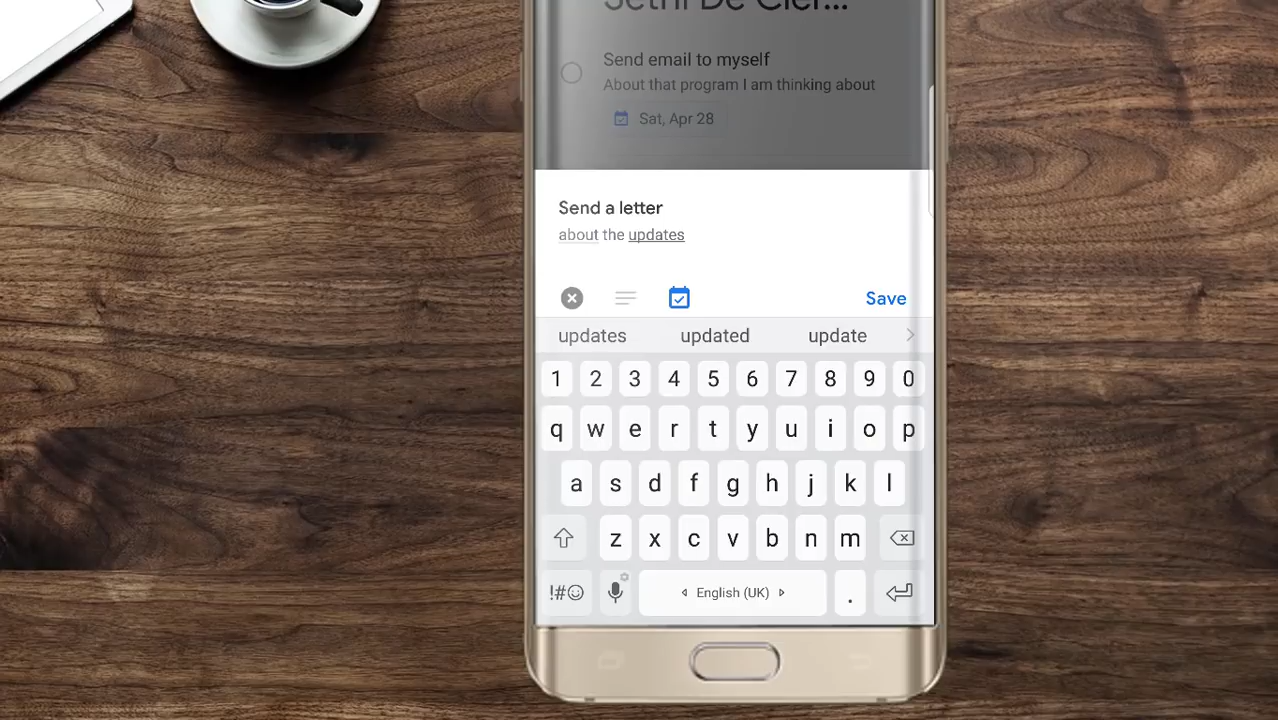 Send email to myself
About that program I am thinking about
Sat, Apr 28
Send a letter
about the updates
Save
updates updated update
1 2 3 4 5 6 7 8 9 0
q w e r t y u i o p
a s d f g h j k l
z x c v b n m
!#☺ English (UK) .